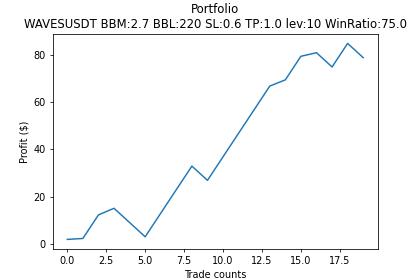 Portfolio
WAVESUSDT BBM:2.7 BBL:220 SL:0.6 TP:1.0 lev:10 WinRatio:75.0
80
60
40
20
0
Profit ($)
0.0 2.5 5.0 7.5 10.0 12.5 15.0 17.5
Trade counts